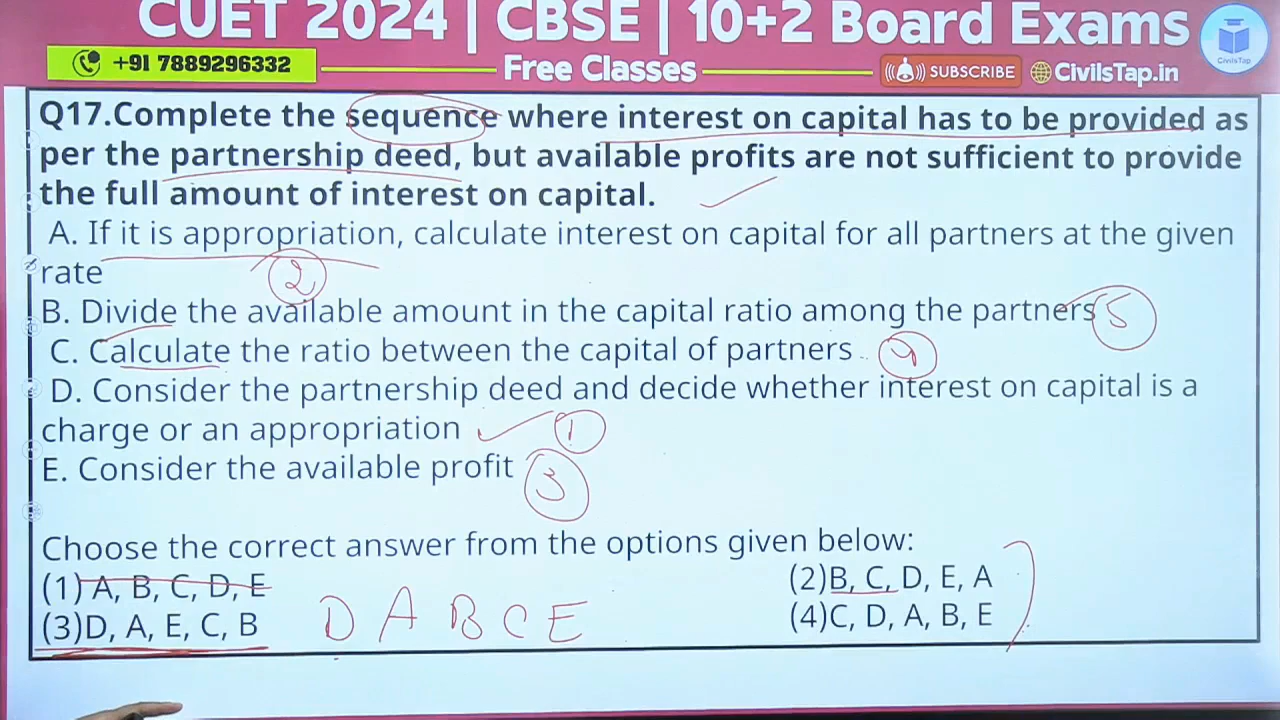 CUET 2024 | CBSE | 10+2 Board Exams
+91 7889296332
Free Classes
SUBSCRIBE
CivilsTap.in
CivilsTap
Q17.Complete the sequence where interest on capital has to be provided as
per the partnership deed, but available profits are not sufficient to provide
the full amount of interest on capital.
A. If it is appropriation, calculate interest on capital for all partners at the given
rate
2
B. Divide the available amount in the capital ratio among the partners 5
C. Calculate the ratio between the capital of partners 4
D. Consider the partnership deed and decide whether interest on capital is a
charge or an appropriation 1
E. Consider the available profit 3
Choose the correct answer from the options given below:
(1) A, B, C, D, E
(2)B, C, D, E, A
(3)D, A, E, C, B
D A B C E
(4)C, D, A, B, E